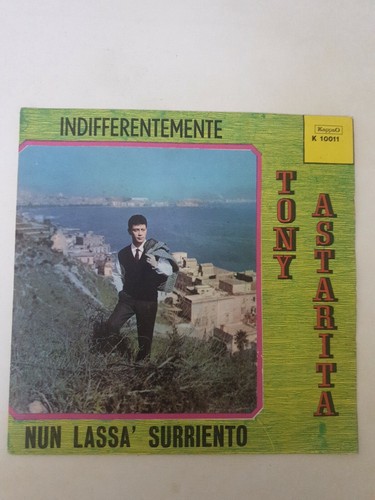 INDIFFERENTEMENTE
KappaO
K 10011
TONY
ASTARITA
NUN LASSA' SURRIENTO